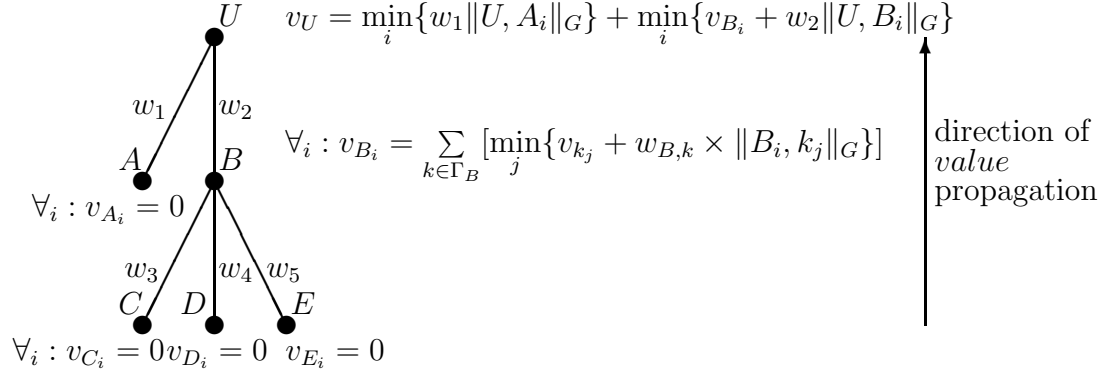 U
v_U = min_i{w_1||U, A_i||_G} + min_i{v_{B_i} + w_2||U, B_i||_G}
w_1 w_2
A B
∀_i : v_{B_i} = ∑_{k∈Γ_B} [min_j{v_{k_j} + w_{B,k} × ||B_i, k_j||_G}]
direction of
value
propagation
∀_i : v_{A_i} = 0
w_3 w_4 w_5
C D E
∀_i : v_{C_i} = 0 v_{D_i} = 0 v_{E_i} = 0